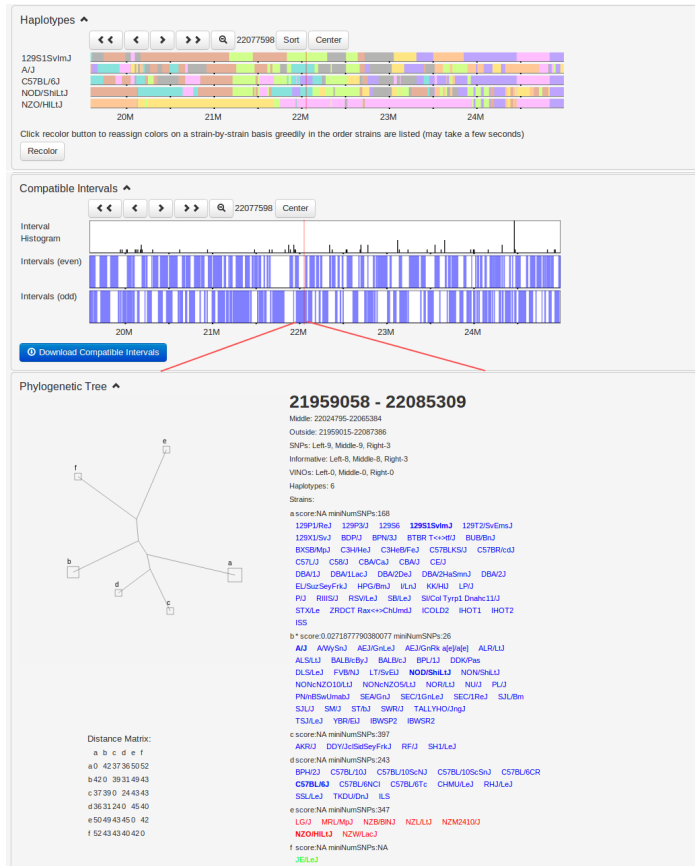 Haplotypes
22077598 Sort Center
129S1SvImJ
A/J
C57BL/6J
NOD/ShiLtJ
NZO/HILtJ
20M 21M 22M 23M 24M
Click recolor button to reassign colors on a strain-by-strain basis greedily in the order strains are listed (may take a few seconds)
Recolor
Compatible Intervals
22077598 Center
Interval
Histogram
Intervals (even)
Intervals (odd)
20M 21M 22M 23M 24M
Download Compatible Intervals
Phylogenetic Tree
21959058 - 22085309
Middle: 22024795-22065384
Outside: 21959015-22087386
SNPs: Left-9, Middle-9, Right-3
Informative: Left-8, Middle-8, Right-3
VINOs: Left-0, Middle-0, Right-0
Haplotypes: 6
Strains:
a score:NA miniNumSNPs:168
129P1/ReJ 129P3/J 129S6 129S1SvImJ 129T2/SvEmsJ
129X1/SvJ BDP/J BPN/3J BTBR T<+>tf/J BUB/BnJ
BXSB/MpJ C3H/HeJ C3HeB/FeJ C57BLKS/J C57BR/cdJ
C57L/J C58/J CBA/CaJ CBA/J CE/J
DBA/1J DBA/1LacJ DBA/2DeJ DBA/2HaSmnJ DBA/2J
EL/SuzSeyFrkJ HPG/BmJ I/LnJ KK/HlJ LP/J
P/J RIIIS/J RSV/LeJ SB/LeJ SI/Col Tyrp1 Dnahc11/J
STX/Le ZRDCT Rax<+>ChUmdJ ICOLD2 IHOT1 IHOT2
ISS
b * score:0.0271877790380077 miniNumSNPs:26
A/J A/WySnJ AEJ/GnLeJ AEJ/GnRk a[e]/a[e] ALR/LtJ
ALS/LtJ BALB/cByJ BALB/cJ BPL/1J DDK/Pas
DLS/LeJ FVB/NJ LT/SvEiJ NOD/ShiLtJ NON/ShiLtJ
NONcNZO10/LtJ NONcNZO5/LtJ NOR/LtJ NU/J PL/J
PN/nBSwUmabJ SEA/GnJ SEC/1GnLeJ SEC/1ReJ SJL/Bm
SJL/J SM/J ST/bJ SWR/J TALLYHO/JngJ
TSJ/LeJ YBR/EiJ IBWSP2 IBWSR2
c score:NA miniNumSNPs:397
AKR/J DDY/JclSidSeyFrkJ RF/J SH1/LeJ
d score:NA miniNumSNPs:243
BPH/2J C57BL/10J C57BL/10ScNJ C57BL/10ScSnJ C57BL/6CR
C57BL/6J C57BL/6NCI C57BL/6Tc CHMU/LeJ RHJ/LeJ
SSL/LeJ TKDU/DnJ ILS
e score:NA miniNumSNPs:347
LG/J MRL/MpJ NZB/BlNJ NZL/LtJ NZM2410/J
NZO/HILtJ NZW/LacJ
f score:NA miniNumSNPs:NA
JE/LeJ
e
f
b
a
d
c
Distance Matrix:
a b c d e f
a 0 42 37 36 50 52
b 42 0 39 31 49 43
c 37 39 0 24 43 43
d 36 31 24 0 45 40
e 50 49 43 45 0 42
f 52 43 43 40 42 0